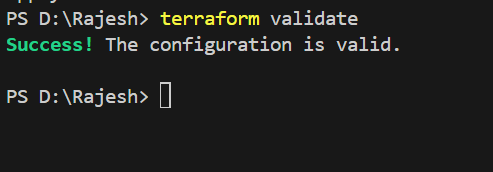 PS D:\Rajesh> terraform validate
Success! The configuration is valid.
PS D:\Rajesh>